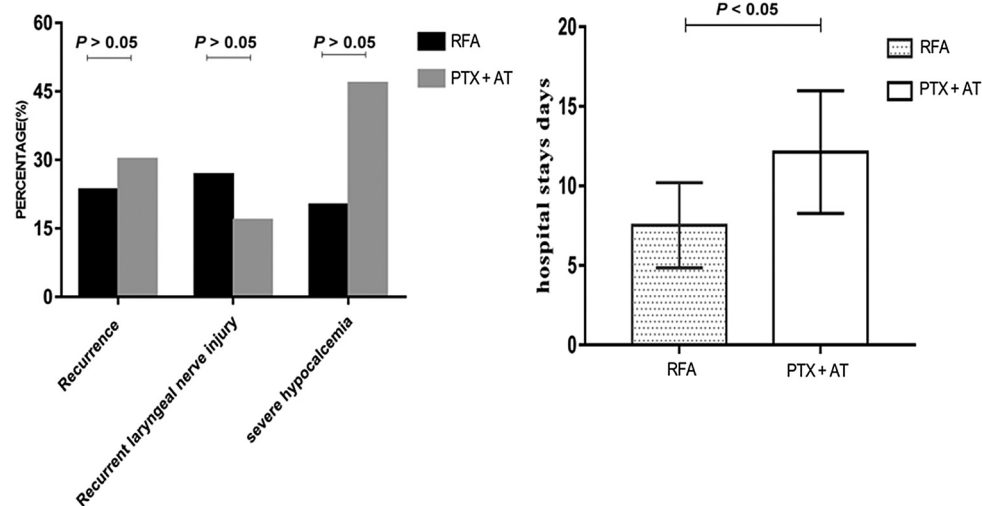 60
45
30
15
0
PERCENTAGE(%)
P > 0.05
P > 0.05
P > 0.05
RFA
PTX + AT
Recurrence
Recurrent laryngeal nerve injury
severe hypocalcemia
20
15
10
5
0
hospital stays days
P < 0.05
RFA
PTX + AT
RFA
PTX + AT